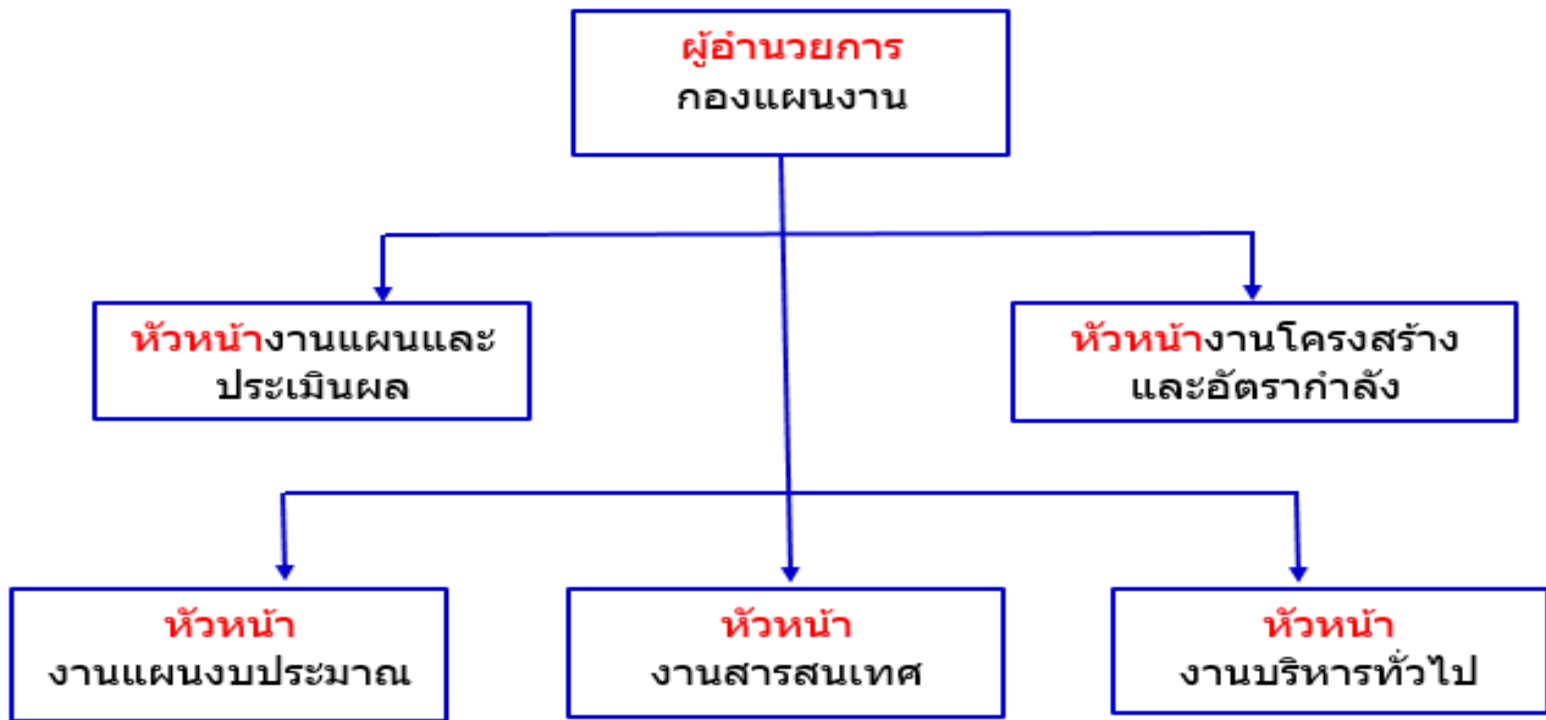 ผู้อำนวยการ
กองแผนงาน
หัวหน้างานแผนและ
ประเมินผล
หัวหน้างานโครงสร้าง
และอัตรากำลัง
หัวหน้า
งานแผนงบประมาณ
หัวหน้า
งานสารสนเทศ
หัวหน้า
งานบริหารทั่วไป